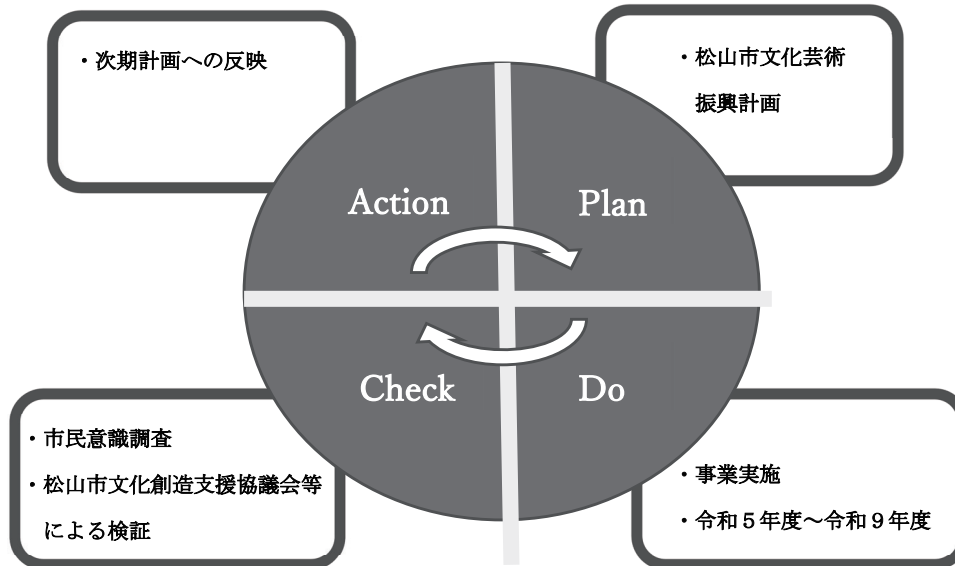 ・次期計画への反映
・松山市文化芸術
振興計画
Action
Plan
Check
Do
・市民意識調査
・松山市文化創造支援協議会等
による検証
・事業実施
・令和５年度～令和９年度